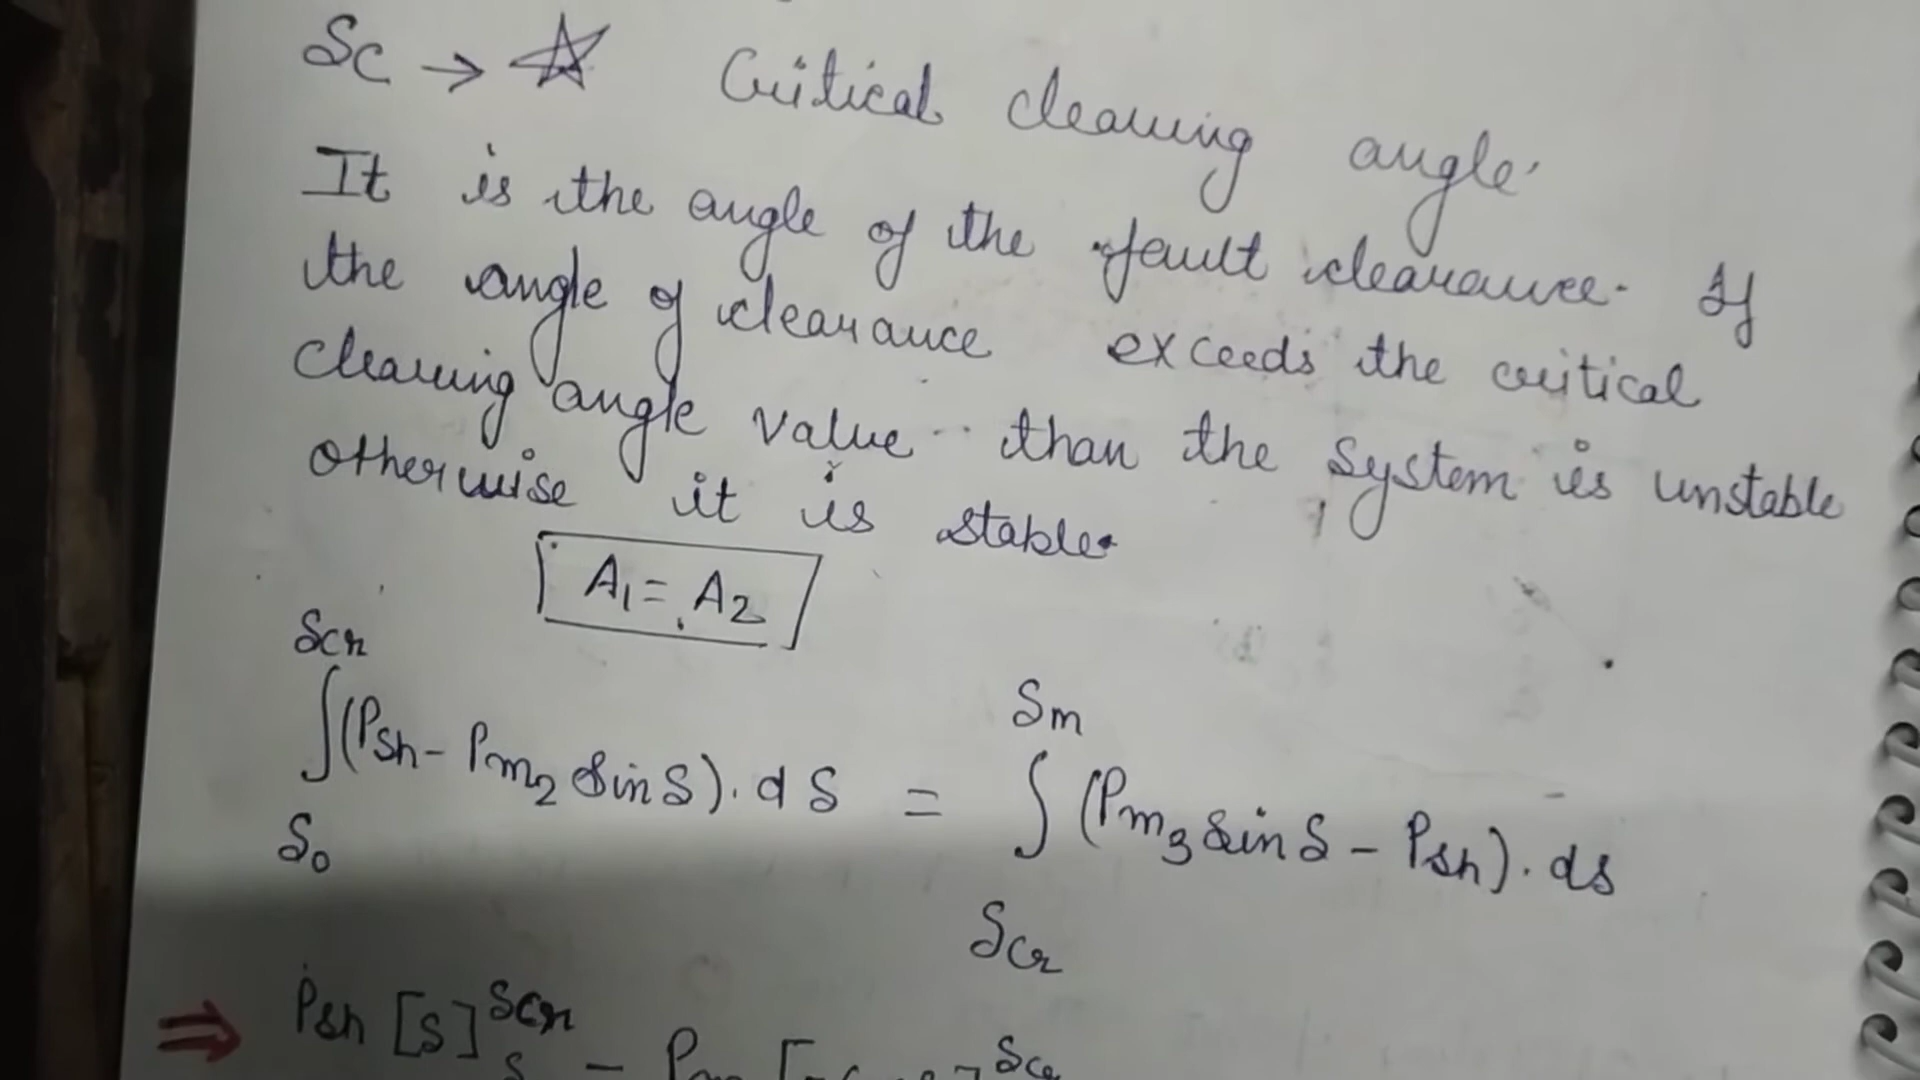 δc → ☆ Critical clearing angle.
It is the angle of the fault clearance. If
the angle of clearance exceeds the critical
clearing angle value than the system is unstable
otherwise it is stable.
A₁ = A₂
∫_{δ₀}^{δcr} (Psh - Pm₂ sin δ). dδ = ∫_{δcr}^{δm} (Pm₃ sin δ - Psh). dδ
⇒ Psh [δ]^{δcr} -